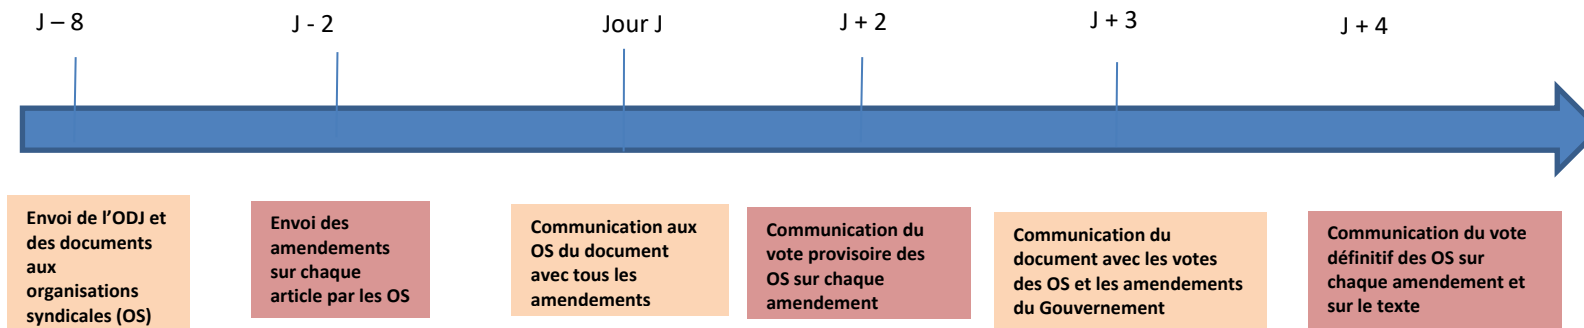 J – 8
J - 2
Jour J
J + 2
J + 3
J + 4
Envoi de l’ODJ et
des documents
aux
organisations
syndicales (OS)
Envoi des
amendements
sur chaque
article par les OS
Communication aux
OS du document
avec tous les
amendements
Communication du
vote provisoire des
OS sur chaque
amendement
Communication du
document avec les votes
des OS et les amendements
du Gouvernement
Communication du vote
définitif des OS sur
chaque amendement et
sur le texte